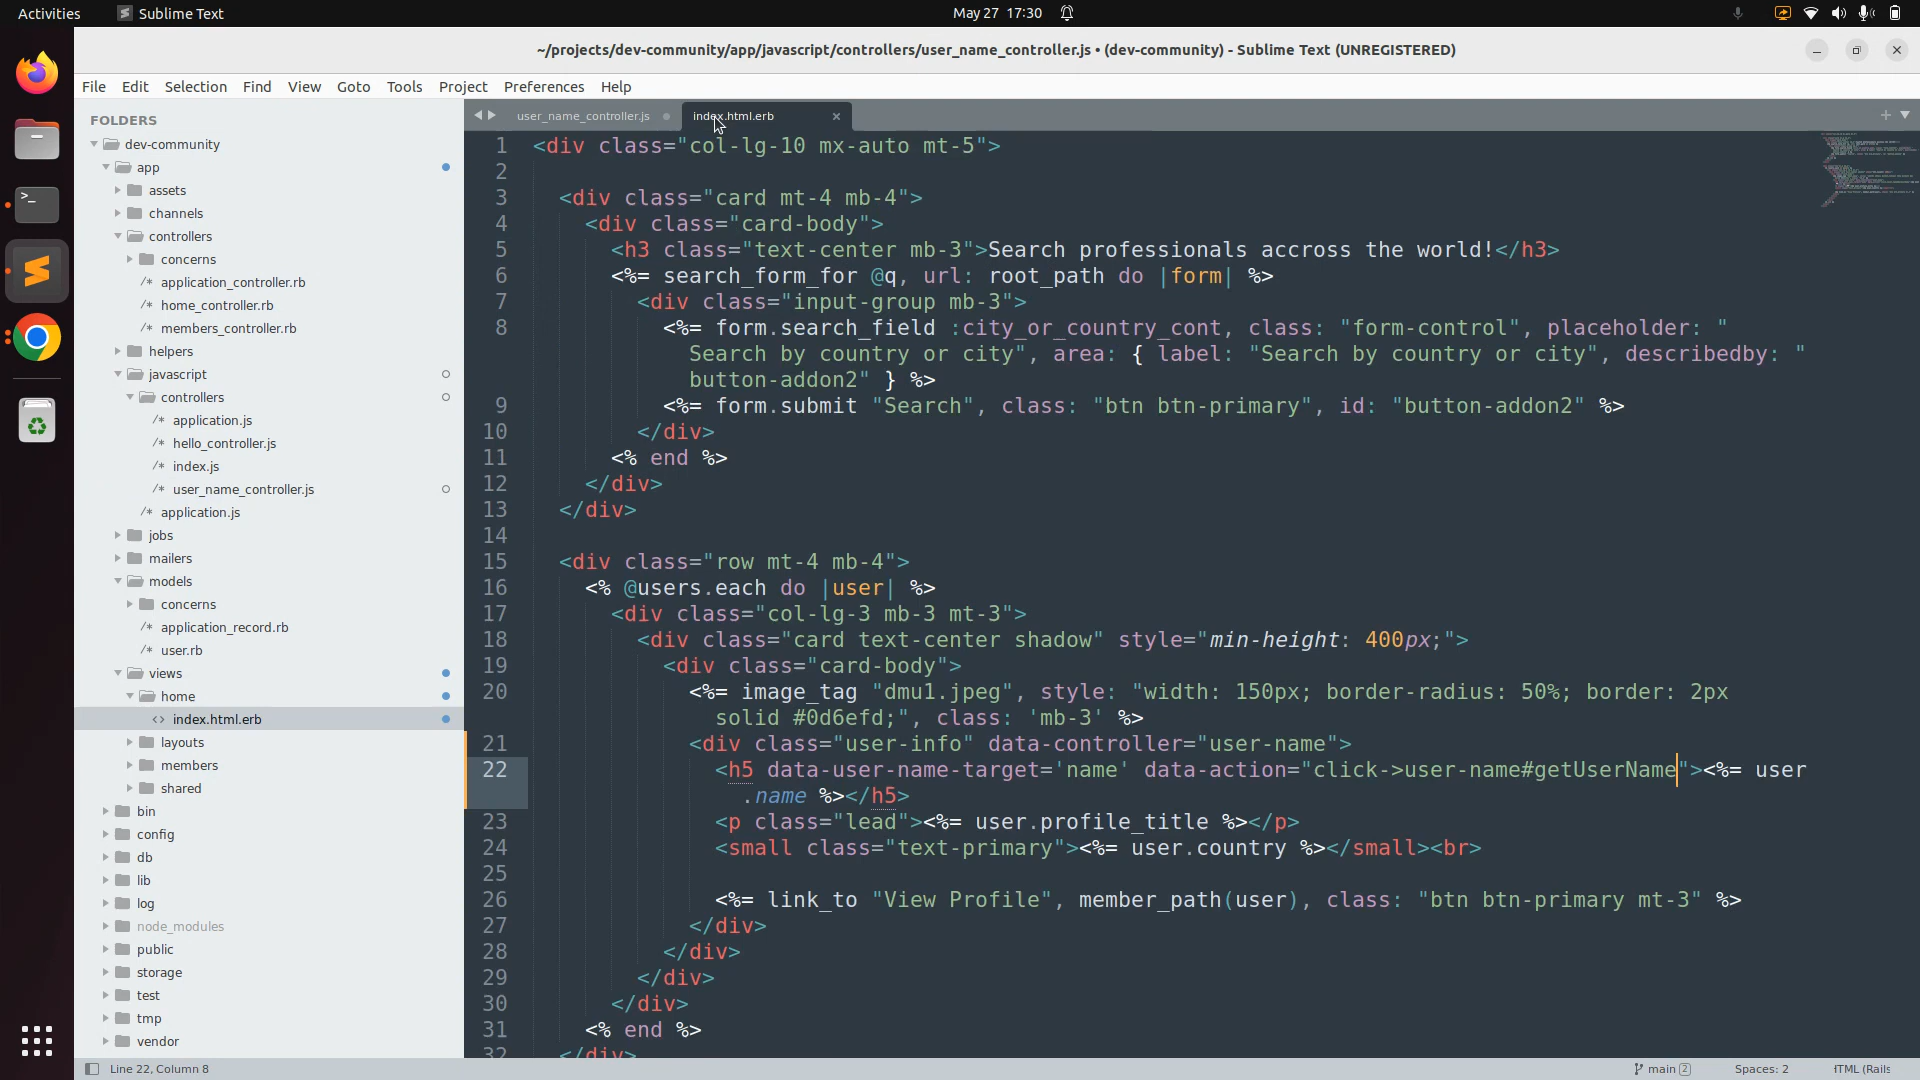 Activities
Sublime Text
May 27 17:30
~/projects/dev-community/app/javascript/controllers/user_name_controller.js • (dev-community) - Sublime Text (UNREGISTERED)
File Edit Selection Find View Goto Tools Project Preferences Help
FOLDERS
dev-community
app
assets
channels
controllers
concerns
/* application_controller.rb
/* home_controller.rb
/* members_controller.rb
helpers
javascript
controllers
/* application.js
/* hello_controller.js
/* index.js
/* user_name_controller.js
/* application.js
jobs
mailers
models
concerns
/* application_record.rb
/* user.rb
views
home
<> index.html.erb
layouts
members
shared
bin
config
db
lib
log
node_modules
public
storage
test
tmp
vendor
user_name_controller.js
index.html.erb
1 <div class="col-lg-10 mx-auto mt-5">
2
3 <div class="card mt-4 mb-4">
4 <div class="card-body">
5 <h3 class="text-center mb-3">Search professionals accross the world!</h3>
6 <%= search_form_for @q, url: root_path do |form| %>
7 <div class="input-group mb-3">
8 <%= form.search_field :city_or_country_cont, class: "form-control", placeholder: "
Search by country or city", area: { label: "Search by country or city", describedby: "
button-addon2" } %>
9 <%= form.submit "Search", class: "btn btn-primary", id: "button-addon2" %>
10 </div>
11 <% end %>
12 </div>
13 </div>
14
15 <div class="row mt-4 mb-4">
16 <% @users.each do |user| %>
17 <div class="col-lg-3 mb-3 mt-3">
18 <div class="card text-center shadow" style="min-height: 400px;">
19 <div class="card-body">
20 <%= image_tag "dmu1.jpeg", style: "width: 150px; border-radius: 50%; border: 2px
solid #0d6efd;", class: 'mb-3' %>
21 <div class="user-info" data-controller="user-name">
22 <h5 data-user-name-target='name' data-action="click->user-name#getUserName"><%= user
.name %></h5>
23 <p class="lead"><%= user.profile_title %></p>
24 <small class="text-primary"><%= user.country %></small><br>
25
26 <%= link_to "View Profile", member_path(user), class: "btn btn-primary mt-3" %>
27 </div>
28 </div>
29 </div>
30 </div>
31 <% end %>
32 </div>
Line 22, Column 8
main 2
Spaces: 2
HTML (Rails